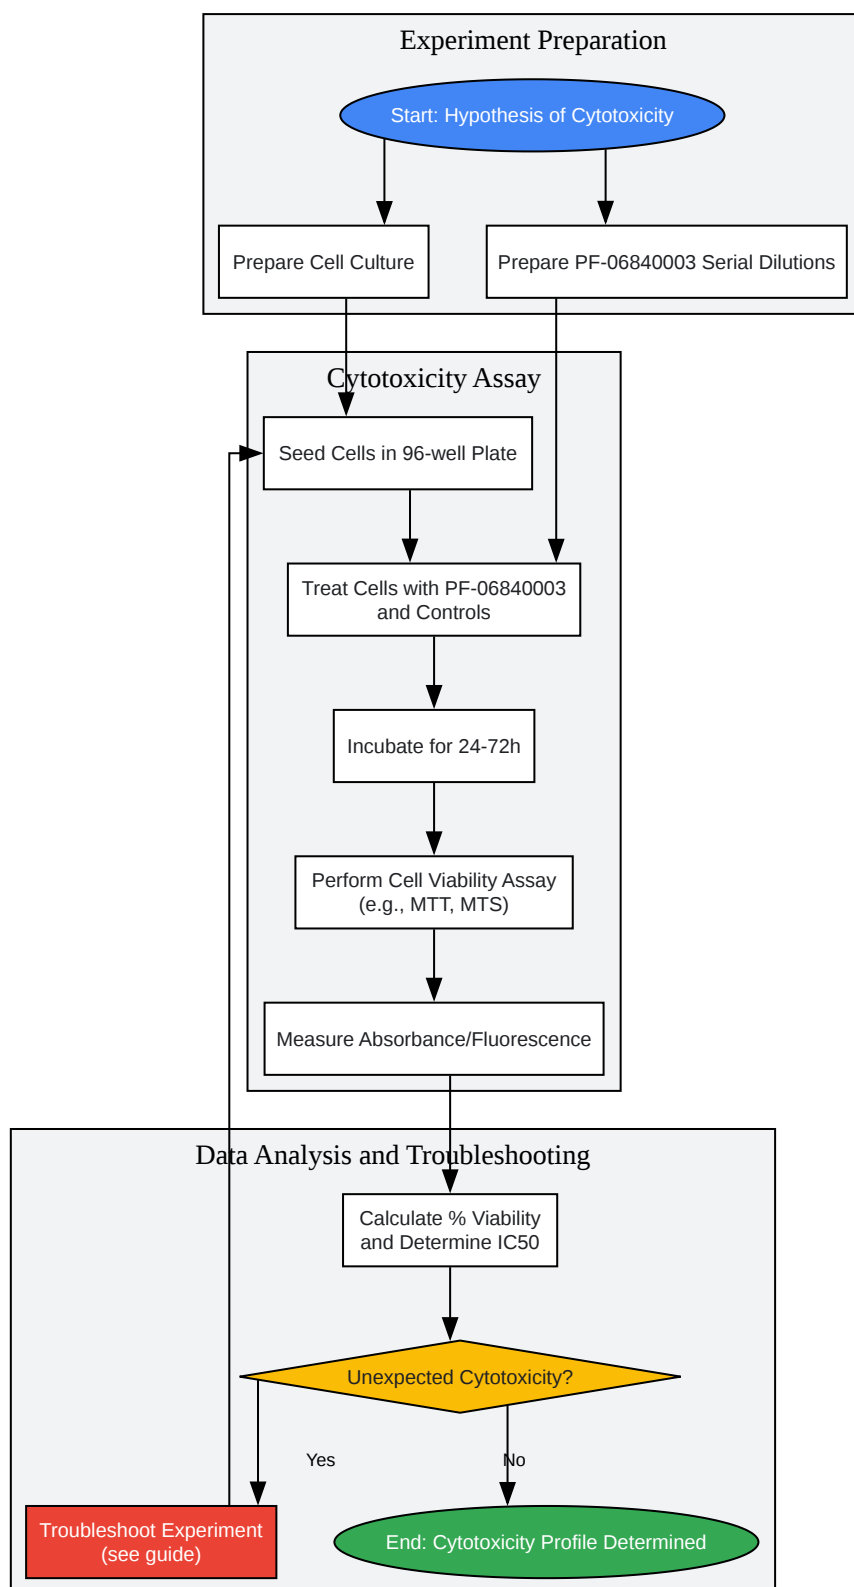 Experiment Preparation
Start: Hypothesis of Cytotoxicity
Prepare Cell Culture
Prepare PF-06840003 Serial Dilutions
Cytotoxicity Assay
Seed Cells in 96-well Plate
Treat Cells with PF-06840003
and Controls
Incubate for 24-72h
Perform Cell Viability Assay
(e.g., MTT, MTS)
Measure Absorbance/Fluorescence
Data Analysis and Troubleshooting
Calculate % Viability
and Determine IC50
Unexpected Cytotoxicity?
Yes
No
Troubleshoot Experiment
(see guide)
End: Cytotoxicity Profile Determined